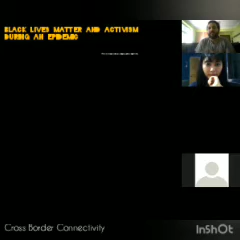 BLACK LIVES MATTER AND ACTIVISM
DURING AN EPIDEMIC
Cross Border Connectivity
InShOt